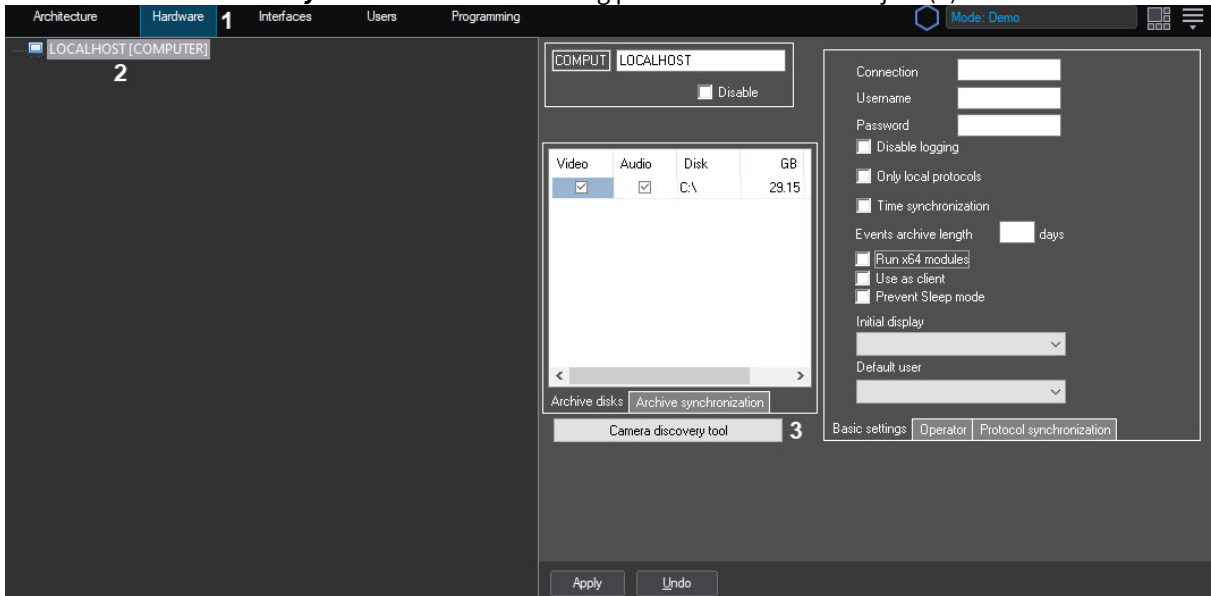 Architecture Hardware 1 Interfaces Users Programming Mode: Demo
LOCALHOST [COMPUTER]
2
COMPUT LOCALHOST
Disable
Video Audio Disk GB
C:\ 29.15
Archive disks Archive synchronization
Camera discovery tool 3
Connection
Username
Password
Disable logging
Only local protocols
Time synchronization
Events archive length days
Run x64 modules
Use as client
Prevent Sleep mode
Initial display
Default user
Basic settings Operator Protocol synchronization
Apply Undo